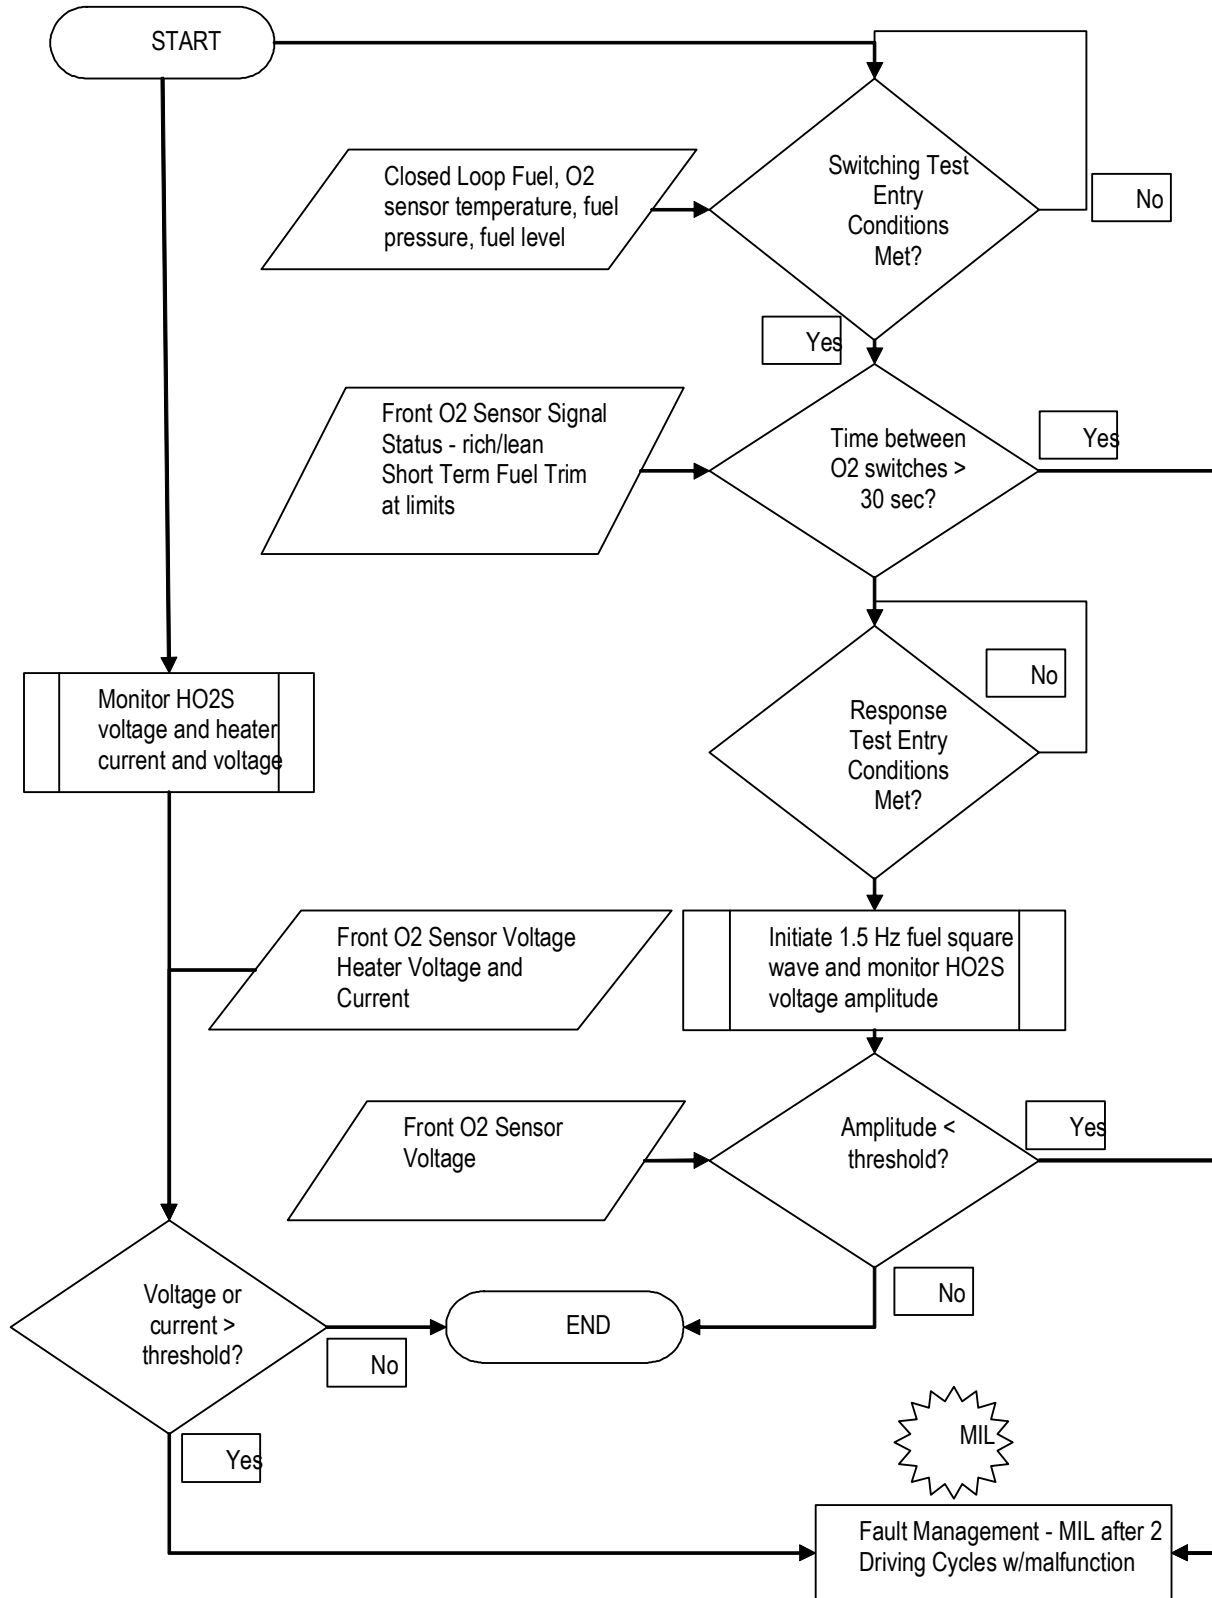 START
Switching Test
Entry
Conditions
Met?
No
Closed Loop Fuel, O2
sensor temperature, fuel
pressure, fuel level
Yes
Front O2 Sensor Signal
Status - rich/lean
Short Term Fuel Trim
at limits
Time between
O2 switches >
30 sec?
Yes
No
Monitor HO2S
voltage and heater
current and voltage
Response
Test Entry
Conditions
Met?
Front O2 Sensor Voltage
Heater Voltage and
Current
Initiate 1.5 Hz fuel square
wave and monitor HO2S
voltage amplitude
Front O2 Sensor
Voltage
Amplitude <
threshold?
Yes
No
Voltage or
current >
threshold?
No
END
Yes
MIL
Fault Management - MIL after 2
Driving Cycles w/malfunction